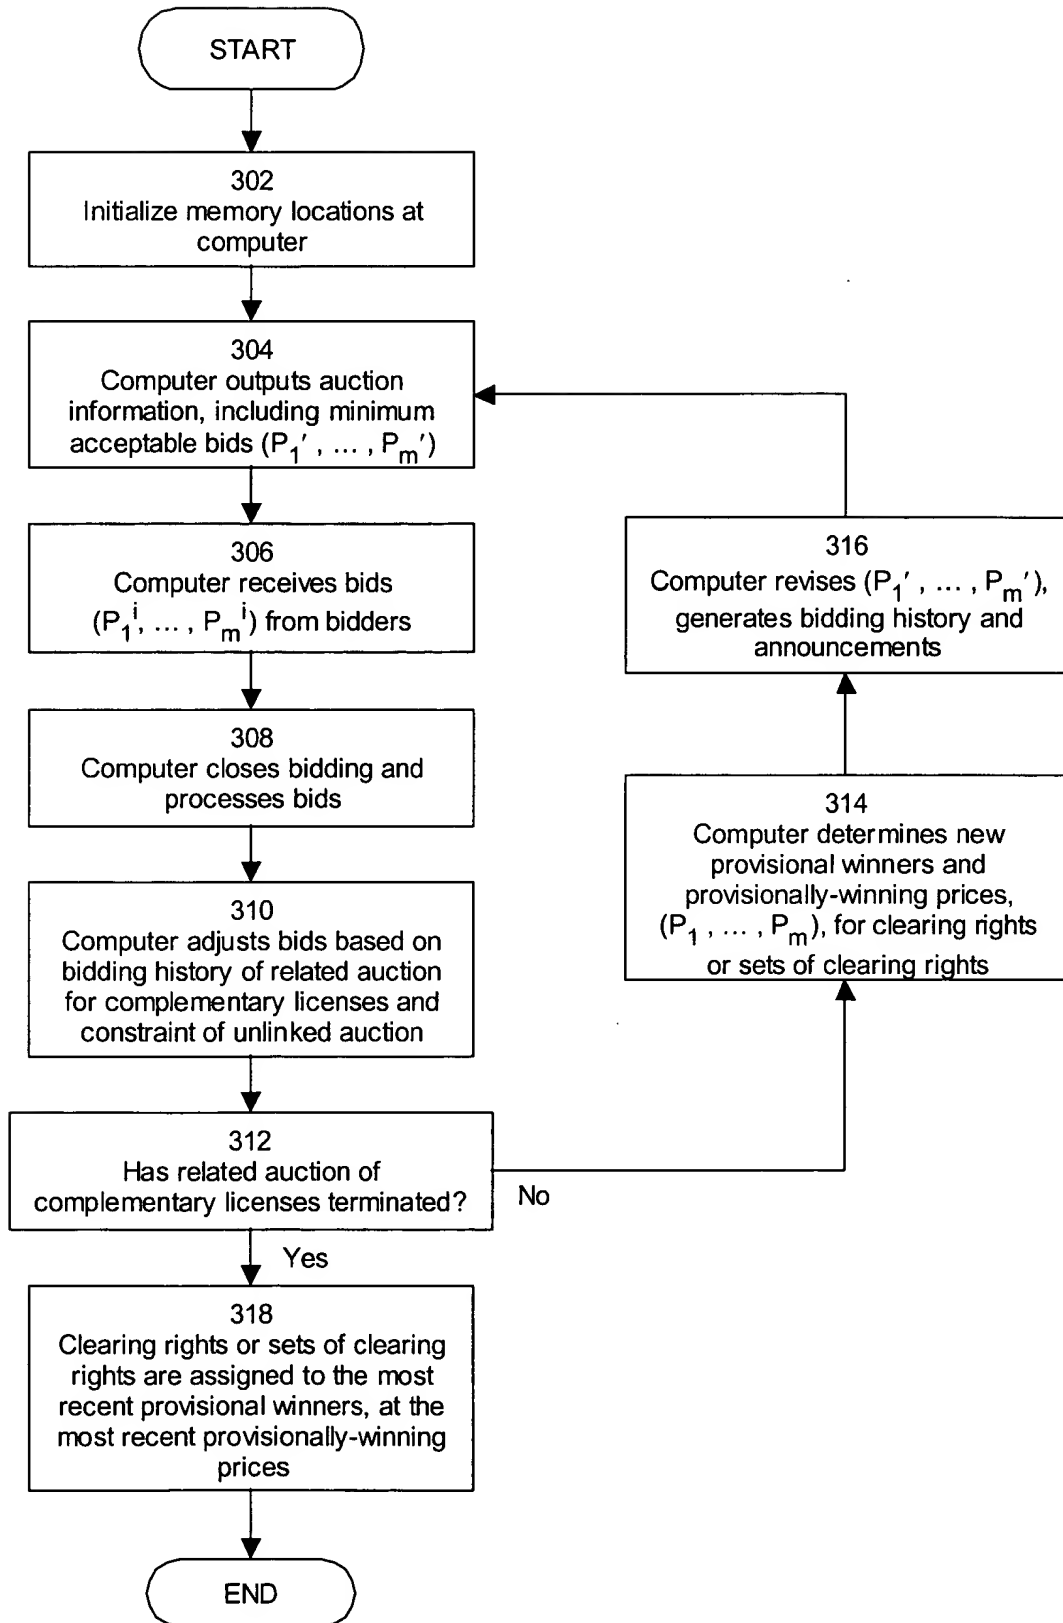 START
302
Initialize memory locations at
computer
304
Computer outputs auction
information, including minimum
acceptable bids (P₁′ , … , Pₘ′)
306
Computer receives bids
(P₁ⁱ, … , Pₘⁱ) from bidders
308
Computer closes bidding and
processes bids
310
Computer adjusts bids based on
bidding history of related auction
for complementary licenses and
constraint of unlinked auction
312
Has related auction of
complementary licenses terminated?
No
Yes
314
Computer determines new
provisional winners and
provisionally-winning prices,
(P₁ , … , Pₘ), for clearing rights
or sets of clearing rights
316
Computer revises (P₁′ , … , Pₘ′),
generates bidding history and
announcements
318
Clearing rights or sets of clearing
rights are assigned to the most
recent provisional winners, at the
most recent provisionally-winning
prices
END